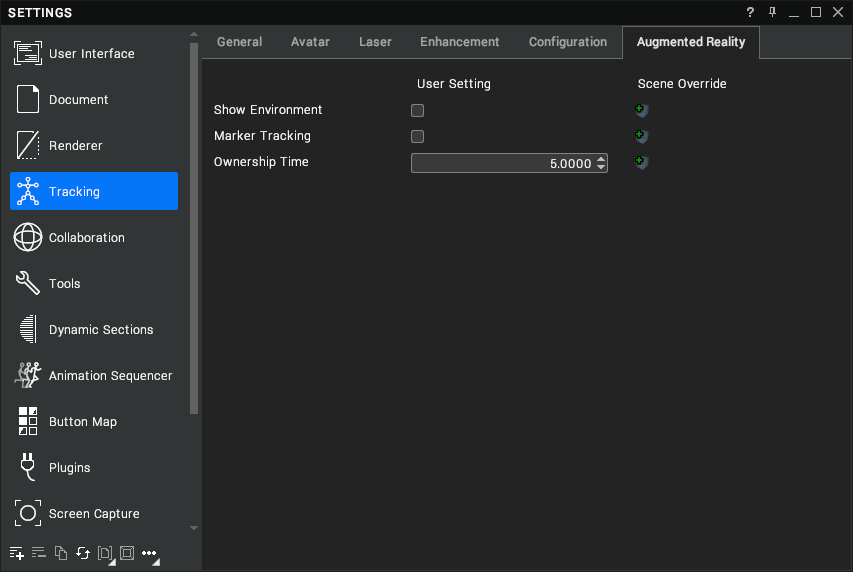 SETTINGS
General Avatar Laser Enhancement Configuration Augmented Reality
User Interface
Document
Renderer
Tracking
Collaboration
Tools
Dynamic Sections
Animation Sequencer
Button Map
Plugins
Screen Capture
User Setting Scene Override
Show Environment
Marker Tracking
Ownership Time 5.0000